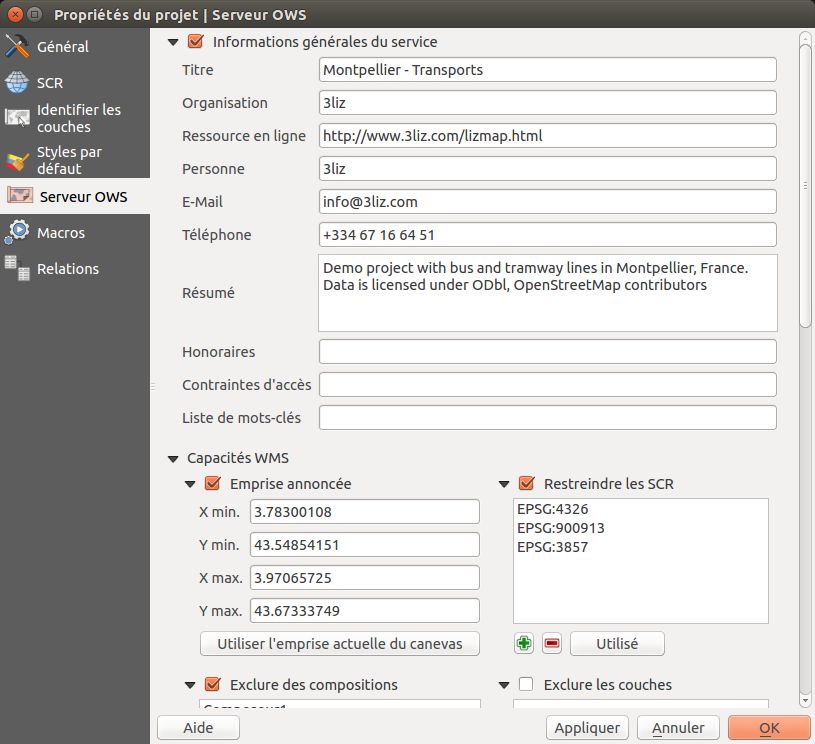 Propriétés du projet | Serveur OWS
Général
SCR
Identifier les
couches
Styles par
défaut
Serveur OWS
Macros
Relations
Informations générales du service
Titre
Montpellier - Transports
Organisation
3liz
Ressource en ligne
http://www.3liz.com/lizmap.html
Personne
3liz
E-Mail
info@3liz.com
Téléphone
+334 67 16 64 51
Résumé
Demo project with bus and tramway lines in Montpellier, France.
Data is licensed under ODbl, OpenStreetMap contributors
Honoraires
Contraintes d'accès
Liste de mots-clés
Capacités WMS
Emprise annoncée
X min.
3.78300108
Y min.
43.54854151
X max.
3.97065725
Y max.
43.67333749
Utiliser l'emprise actuelle du canevas
Restreindre les SCR
EPSG:4326
EPSG:900913
EPSG:3857
Utilisé
Exclure des compositions
Composeur1
Exclure les couches
Aide
Appliquer
Annuler
OK